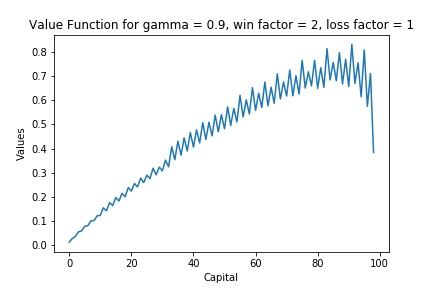 Value Function for gamma = 0.9, win factor = 2, loss factor = 1
Values
0.8
0.7
0.6
0.5
0.4
0.3
0.2
0.1
0.0
0 20 40 60 80 100
Capital